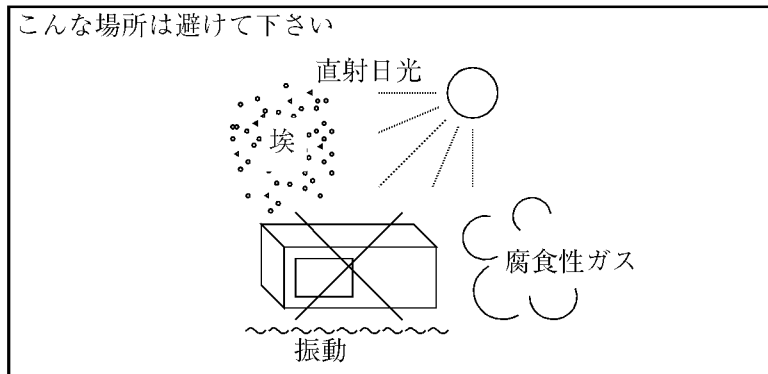 こんな場所は避けて下さい
直射日光
埃
腐食性ガス
振動